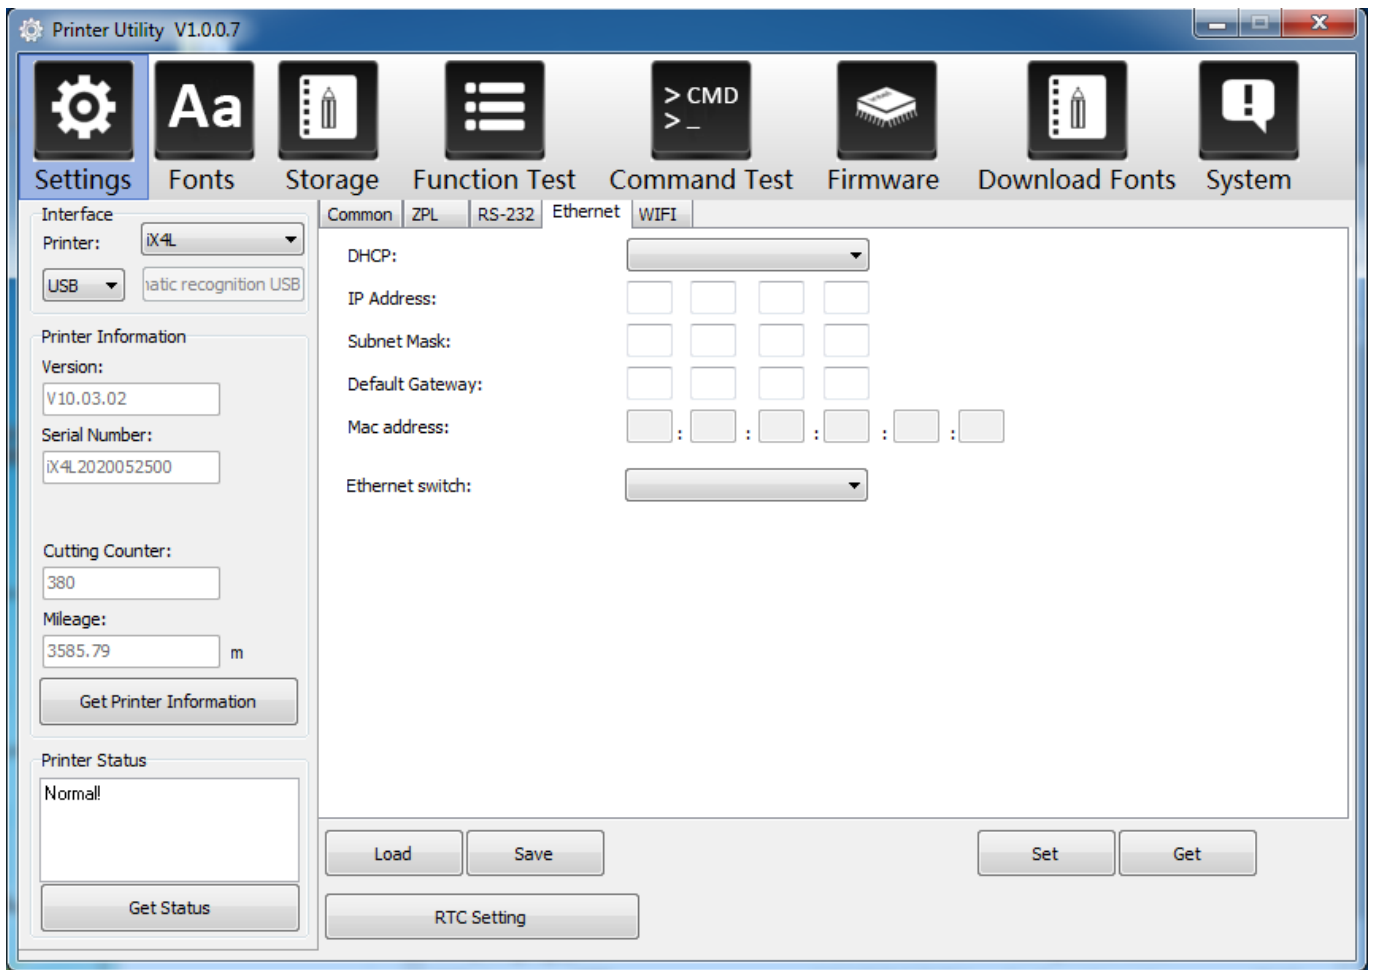 Printer Utility V1.0.0.7
Aa
> CMD
> _
Settings Fonts Storage Function Test Command Test Firmware Download Fonts System
Interface
Printer: iX4L
USB natic recognition USB
Printer Information
Version:
V10.03.02
Serial Number:
iX4L2020052500
Cutting Counter:
380
Mileage:
3585.79 m
Get Printer Information
Printer Status
Normal!
Get Status
Common ZPL RS-232 Ethernet WIFI
DHCP:
IP Address:
Subnet Mask:
Default Gateway:
Mac address: : : : : :
Ethernet switch:
Load Save Set Get
RTC Setting